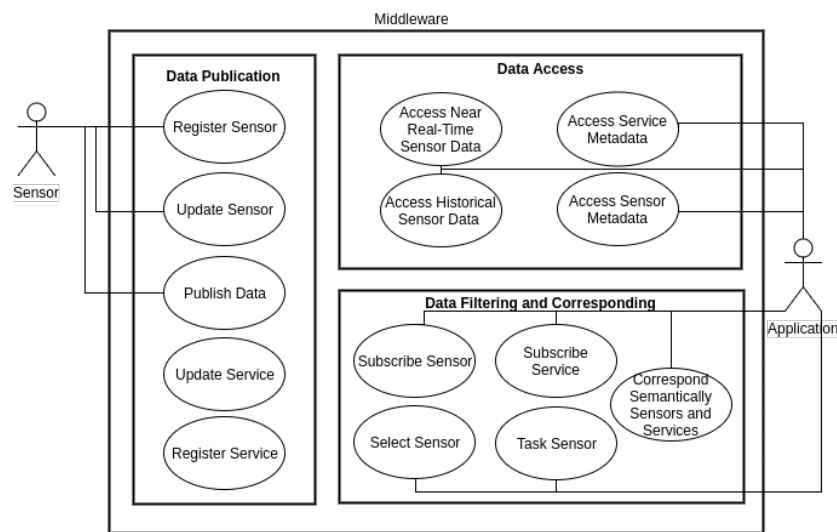 Middleware
Data Publication
Register Sensor
Update Sensor
Publish Data
Update Service
Register Service
Sensor
Data Access
Access Near
Real-Time
Sensor Data
Access Service
Metadata
Access Historical
Sensor Data
Access Sensor
Metadata
Data Filtering and Corresponding
Subscribe Sensor
Subscribe
Service
Correspond
Semantically
Sensors and
Services
Select Sensor
Task Sensor
Application